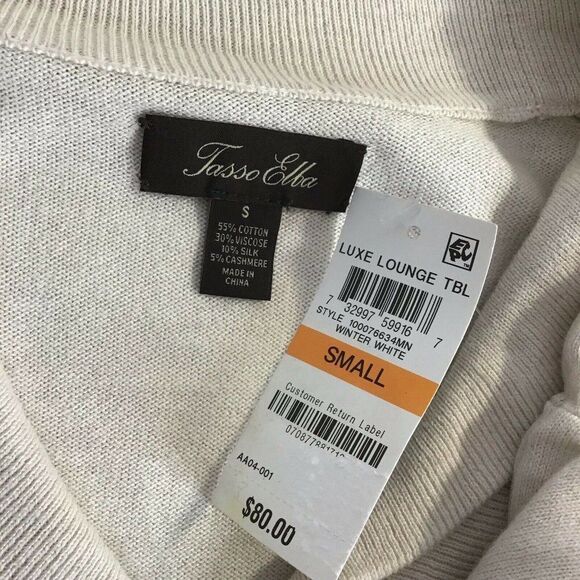 Tasso Elba
S
55% COTTON
30% VISCOSE
10% SILK
5% CASHMERE
MADE IN
CHINA
LUXE LOUNGE TBL
7 32997 59916 7
STYLE 100076634MN
WINTER WHITE
SMALL
Customer Return Label
AA04-001
$80.00